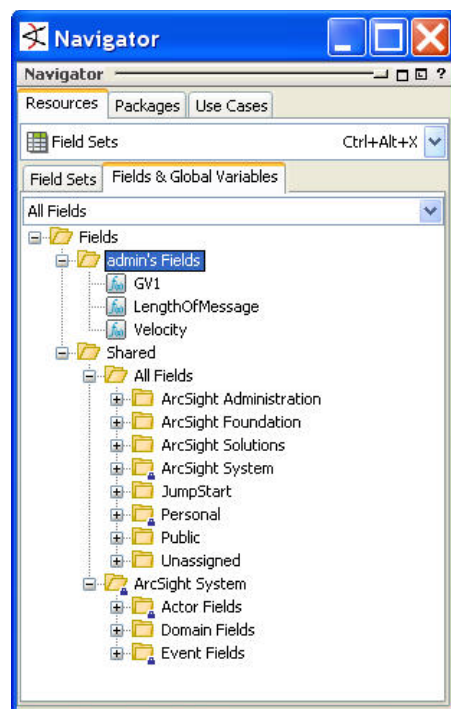 Navigator
Navigator ?
Resources Packages Use Cases
Field Sets Ctrl+Alt+X
Field Sets Fields & Global Variables
All Fields
Fields
admin's Fields
GV1
LengthOfMessage
Velocity
Shared
All Fields
ArcSight Administration
ArcSight Foundation
ArcSight Solutions
ArcSight System
JumpStart
Personal
Public
Unassigned
ArcSight System
Actor Fields
Domain Fields
Event Fields